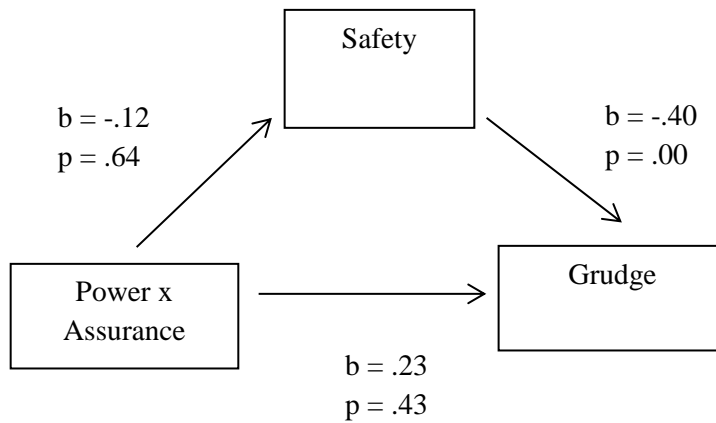 Safety
b = -.12
p = .64
b = -.40
p = .00
Power x
Assurance
Grudge
b = .23
p = .43